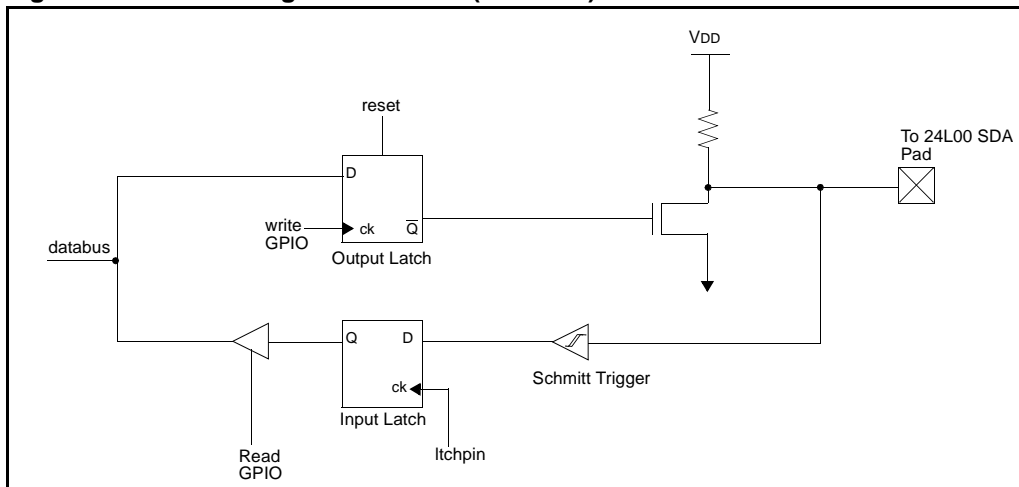 VDD
reset
To 24L00 SDA
Pad
D
write
GPIO
ck
Q
databus
Output Latch
Q
D
Schmitt Trigger
ck
Input Latch
Read
GPIO
ltchpin